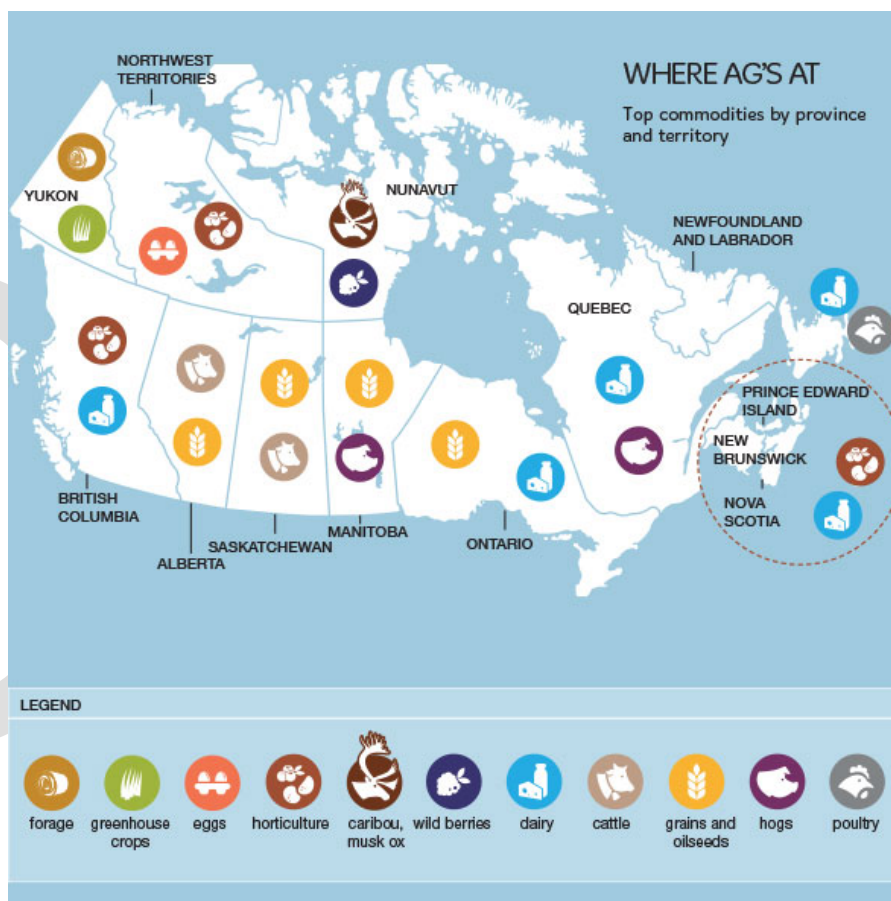 WHERE AG'S AT
Top commodities by province
and territory
NORTHWEST
TERRITORIES
YUKON
NUNAVUT
NEWFOUNDLAND
AND LABRADOR
QUEBEC
PRINCE EDWARD
ISLAND
NEW
BRUNSWICK
NOVA
SCOTIA
BRITISH
COLUMBIA
ALBERTA
SASKATCHEWAN
MANITOBA
ONTARIO
LEGEND
forage
greenhouse
crops
eggs
horticulture
caribou,
musk ox
wild berries
dairy
cattle
grains and
oilseeds
hogs
poultry